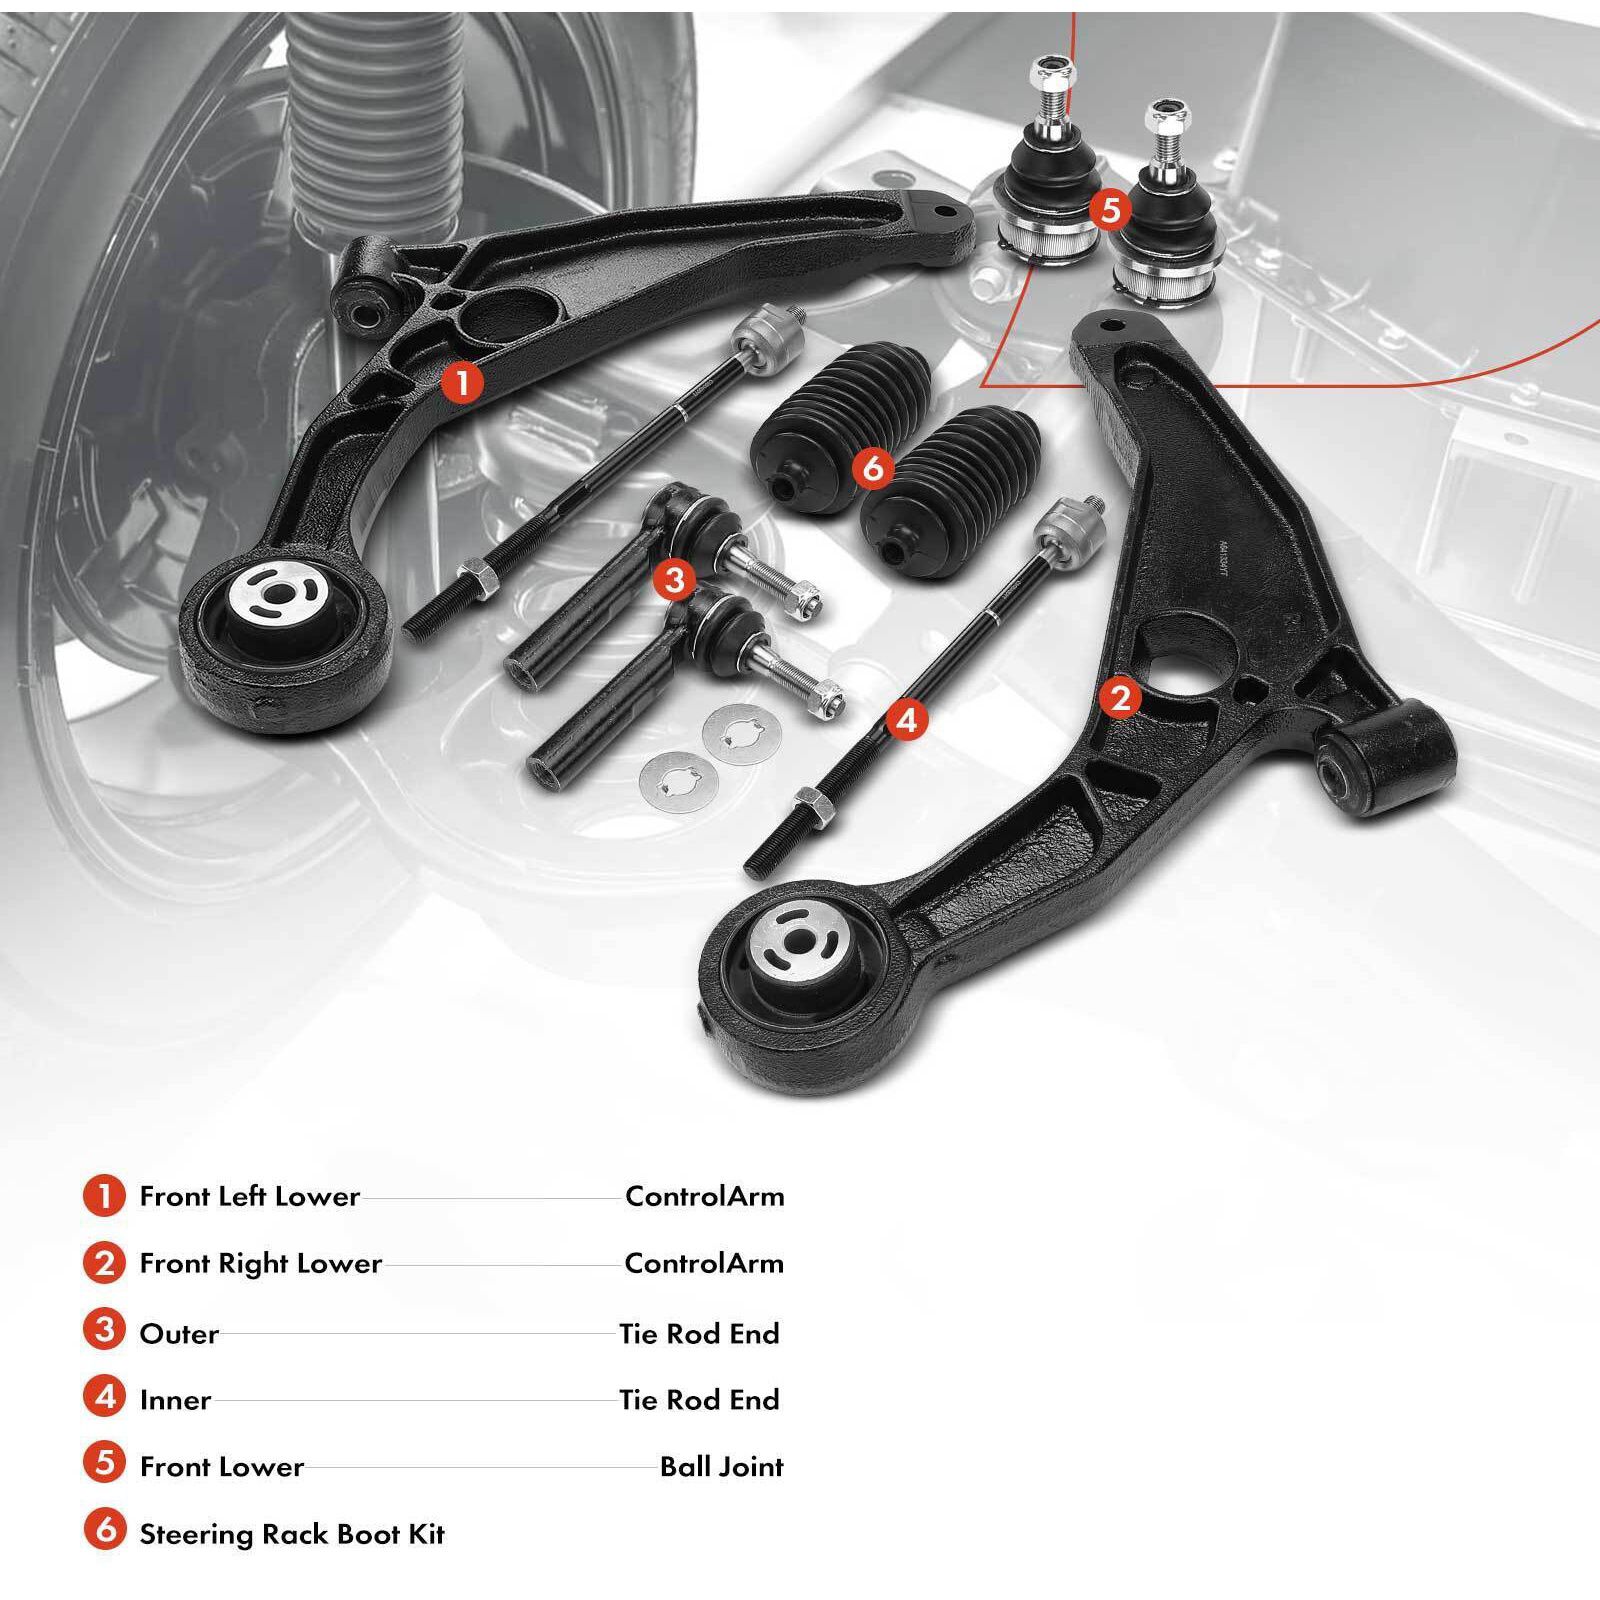 5
1
6
3
2
4
1 Front Left Lower ControlArm
2 Front Right Lower ControlArm
3 Outer Tie Rod End
4 Inner Tie Rod End
5 Front Lower Ball Joint
6 Steering Rack Boot Kit